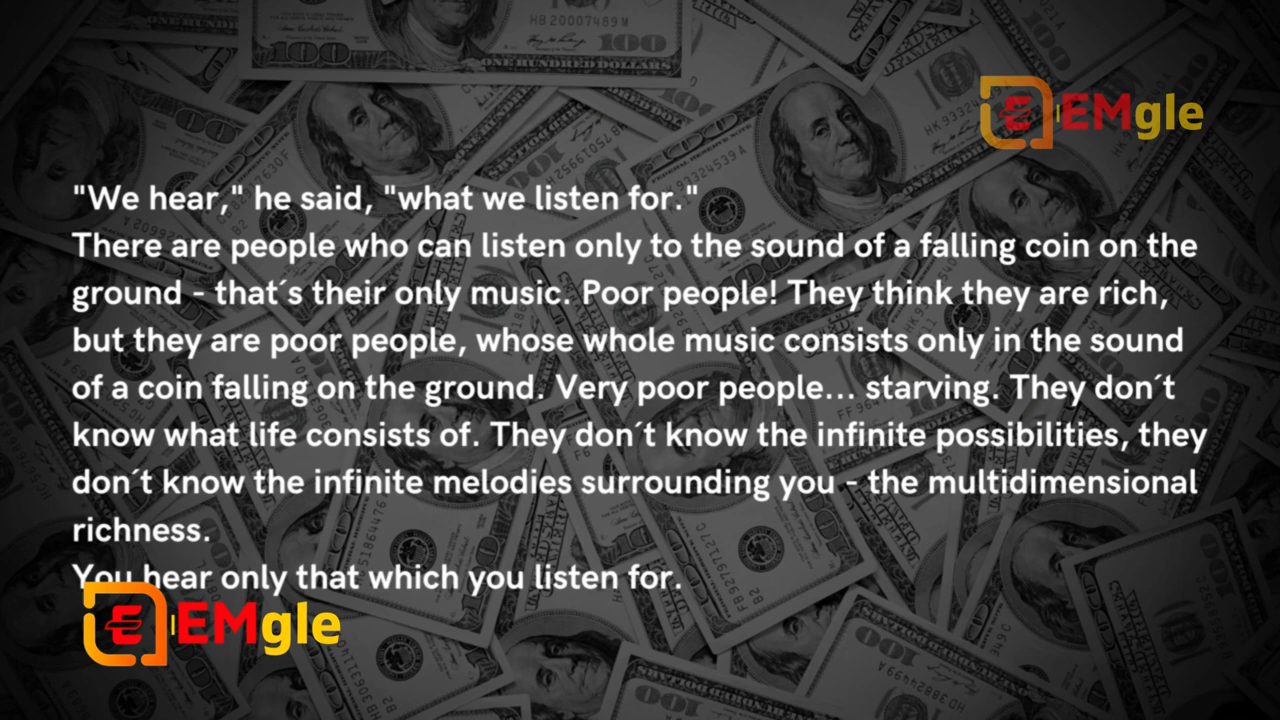 EMgle
"We hear," he said, "what we listen for."
There are people who can listen only to the sound of a falling coin on the
ground - that´s their only music. Poor people! They think they are rich,
but they are poor people, whose whole music consists only in the sound
of a coin falling on the ground. Very poor people... starving. They don´t
know what life consists of. They don´t know the infinite possibilities, they
don´t know the infinite melodies surrounding you - the multidimensional
richness.
You hear only that which you listen for.
EMgle